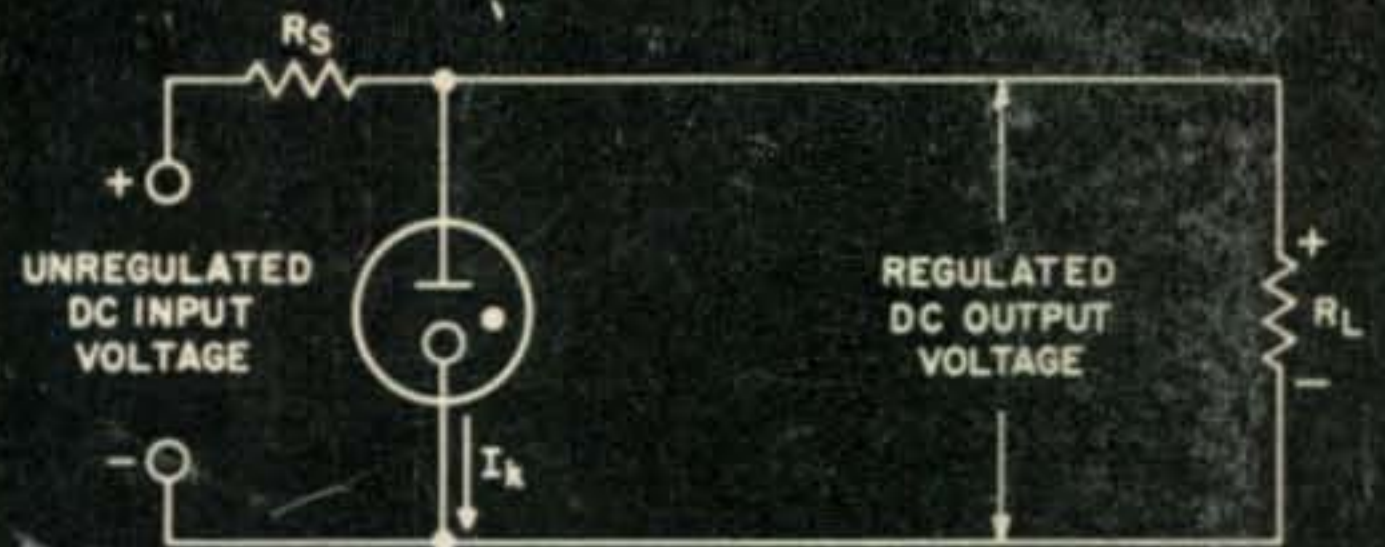 RS
+
UNREGULATED
DC INPUT
VOLTAGE
-
Ik
REGULATED
DC OUTPUT
VOLTAGE
+
RL
-